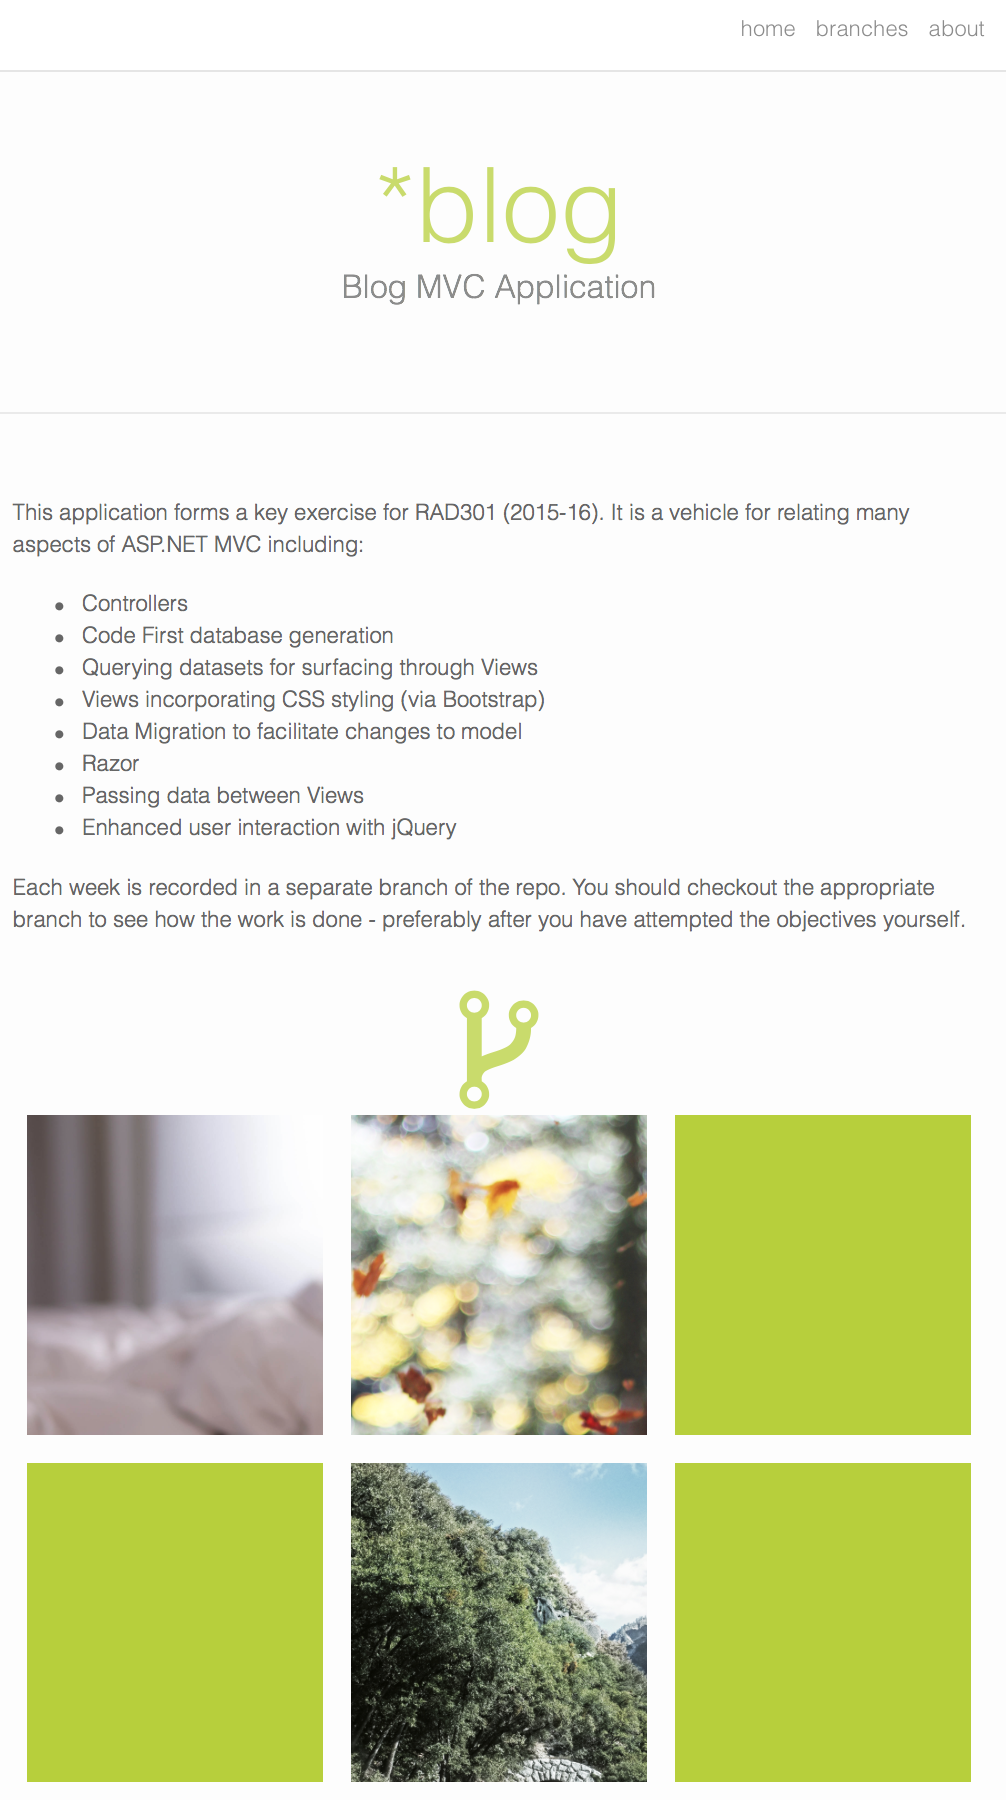 home branches about
*blog
Blog MVC Application
This application forms a key exercise for RAD301 (2015-16). It is a vehicle for relating many
aspects of ASP.NET MVC including:
• Controllers
• Code First database generation
• Querying datasets for surfacing through Views
• Views incorporating CSS styling (via Bootstrap)
• Data Migration to facilitate changes to model
• Razor
• Passing data between Views
• Enhanced user interaction with jQuery
Each week is recorded in a separate branch of the repo. You should checkout the appropriate
branch to see how the work is done - preferably after you have attempted the objectives yourself.